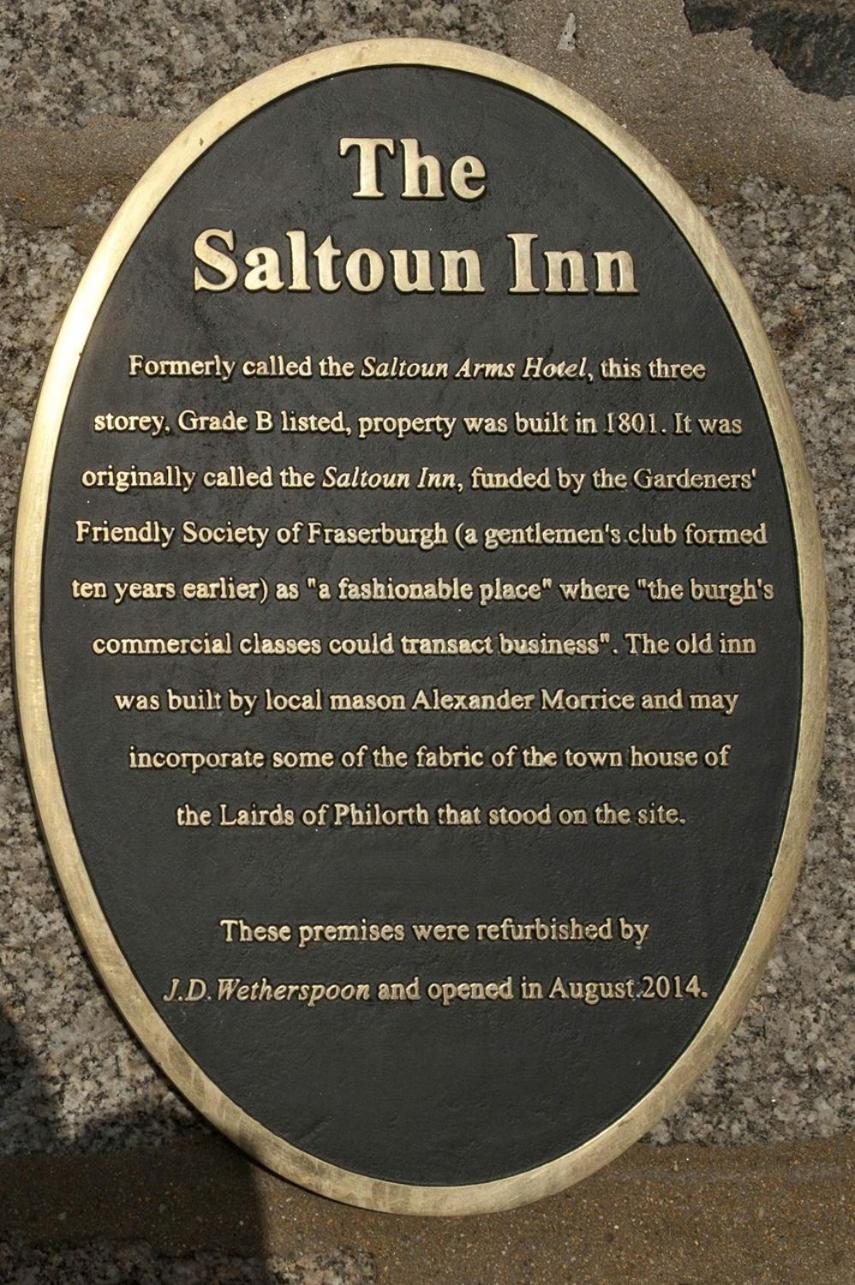 The
Saltoun Inn
Formerly called the Saltoun Arms Hotel, this three
storey, Grade B listed, property was built in 1801. It was
originally called the Saltoun Inn, funded by the Gardeners'
Friendly Society of Fraserburgh (a gentlemen's club formed
ten years earlier) as "a fashionable place" where "the burgh's
commercial classes could transact business". The old inn
was built by local mason Alexander Morrice and may
incorporate some of the fabric of the town house of
the Lairds of Philorth that stood on the site.
These premises were refurbished by
J.D. Wetherspoon and opened in August 2014.